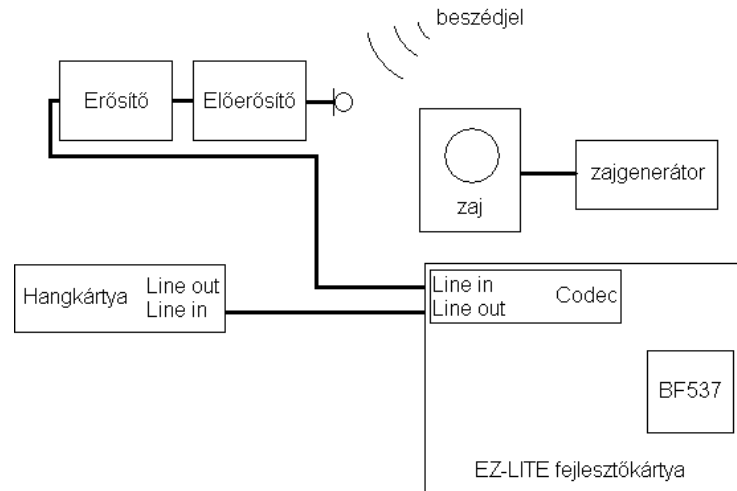 beszédjel
Erősítő
Előerősítő
zaj
zajgenerátor
Hangkártya
Line out
Line in
Line in
Line out
Codec
BF537
EZ-LITE fejlesztőkártya